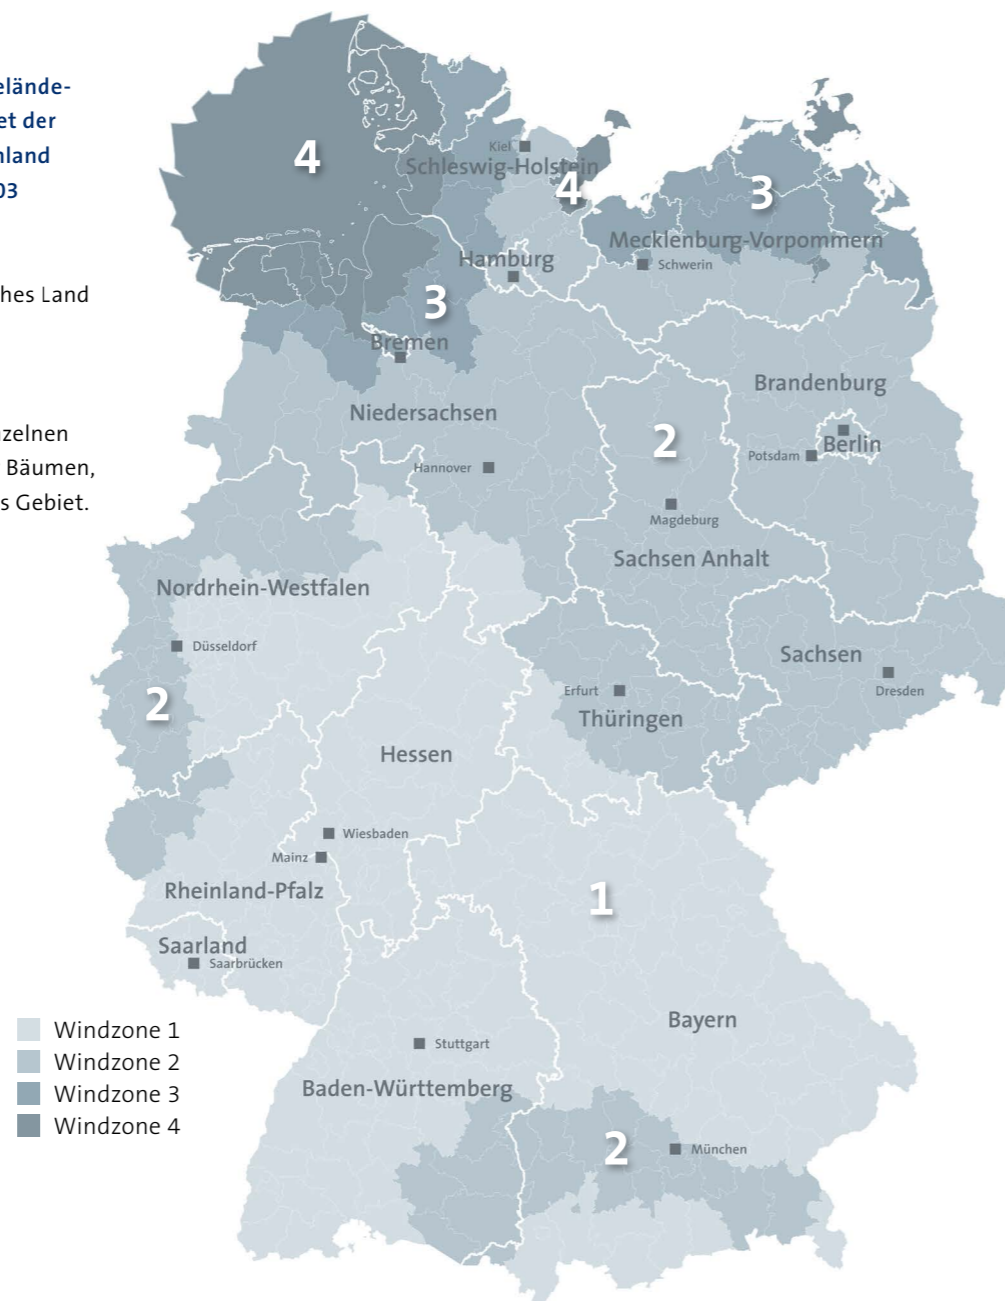 elände-
et der
nland
03
ches Land
zelnen
Bäumen,
s Gebiet.
4
Kiel
Schleswig-Holstein
4
3
Mecklenburg-Vorpommern
Hamburg
Schwerin
3
Bremen
Brandenburg
Niedersachsen
2
Berlin
Potsdam
Hannover
Magdeburg
Sachsen Anhalt
Nordrhein-Westfalen
Düsseldorf
Sachsen
Dresden
Erfurt
2
Thüringen
Hessen
Wiesbaden
Mainz
Rheinland-Pfalz
1
Saarland
Saarbrücken
Bayern
Stuttgart
Baden-Württemberg
2
München
Windzone 1
Windzone 2
Windzone 3
Windzone 4